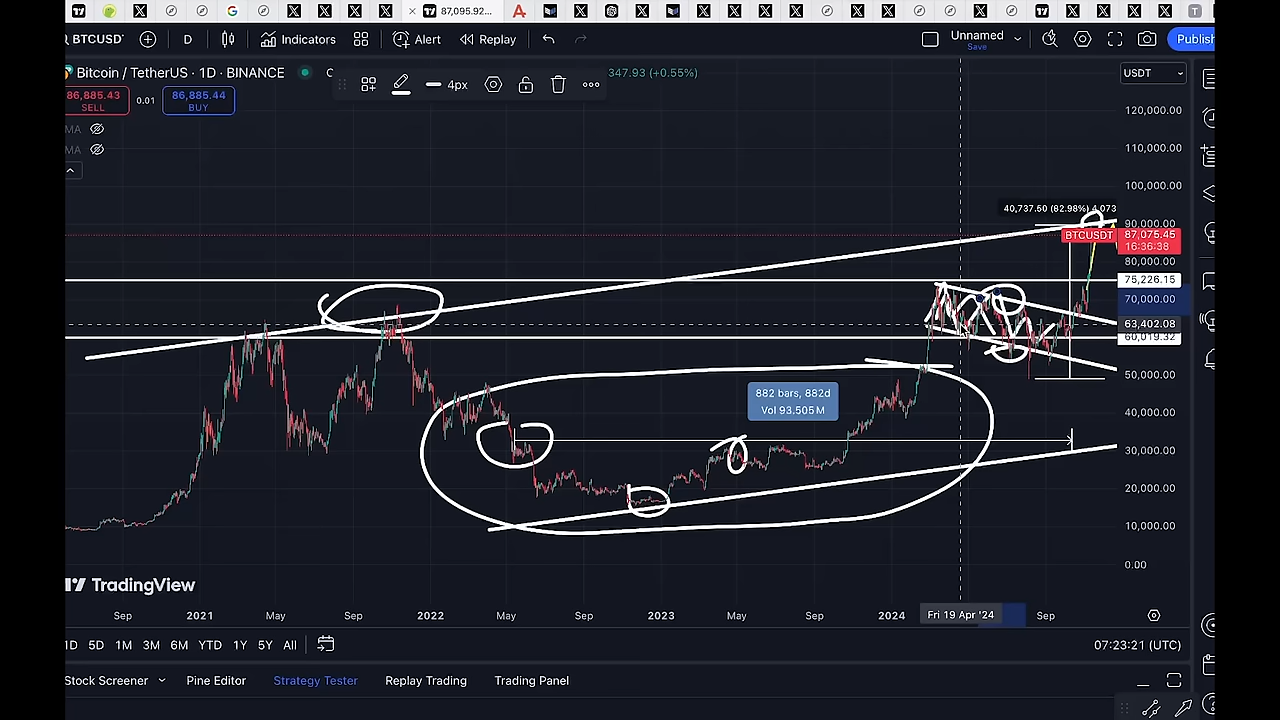 87,095.92...
BTCUSDT
D
Indicators
Alert
Replay
Unnamed
Save
Publish
Bitcoin / TetherUS · 1D · BINANCE
347.93 (+0.55%)
4px
USDT
86,885.43
SELL
0.01
86,885.44
BUY
MA
MA
120,000.00
110,000.00
100,000.00
40,737.50 (82.98%) 4,073
90,000.00
BTCUSDT
87,075.45
16:36:38
80,000.00
75,226.15
70,000.00
63,402.08
60,019.32
50,000.00
882 bars, 882d
Vol 93.505M
40,000.00
30,000.00
20,000.00
10,000.00
0.00
TradingView
Sep
2021
May
Sep
2022
May
Sep
2023
May
Sep
2024
Fri 19 Apr '24
Sep
1D
5D
1M
3M
6M
YTD
1Y
5Y
All
07:23:21 (UTC)
Stock Screener
Pine Editor
Strategy Tester
Replay Trading
Trading Panel